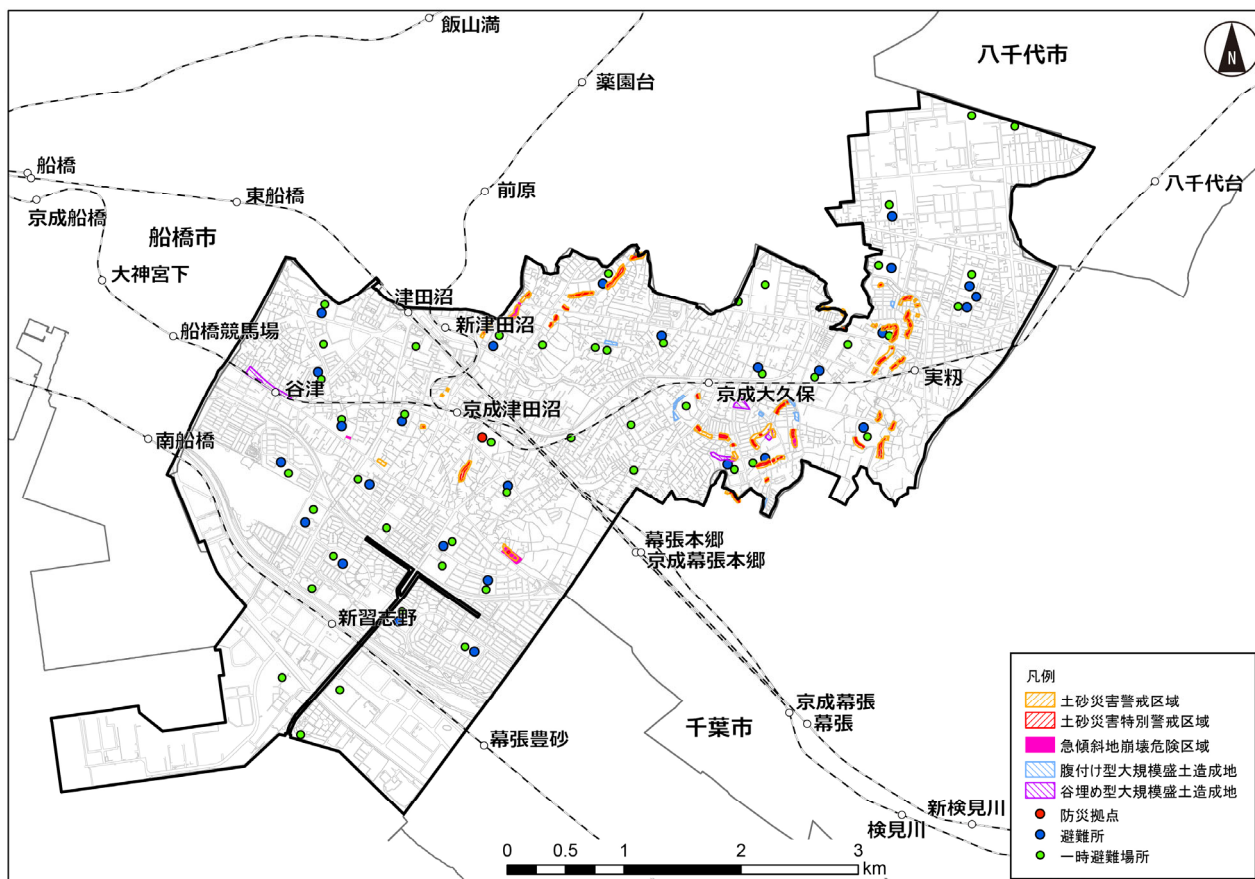 飯山満
八千代市
N
薬園台
船橋
八千代台
東船橋
前原
京成船橋
船橋市
大神宮下
津田沼
新津田沼
船橋競馬場
実籾
谷津
京成大久保
京成津田沼
南船橋
幕張本郷
京成幕張本郷
新習志野
京成幕張
幕張
千葉市
幕張豊砂
新検見川
検見川
凡例
土砂災害警戒区域
土砂災害特別警戒区域
急傾斜地崩壊危険区域
腹付け型大規模盛土造成地
谷埋め型大規模盛土造成地
防災拠点
避難所
一時避難場所
0 0.5 1 2 3
km